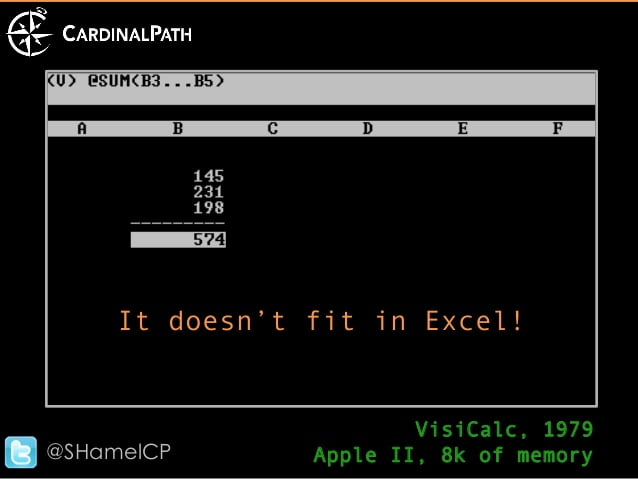 CARDINALPATH
(V) @SUM(B3...B5)
A B C D E F
145
231
198
---------
574
It doesn’t fit in Excel!
VisiCalc, 1979
@SHamelCP
Apple II, 8k of memory